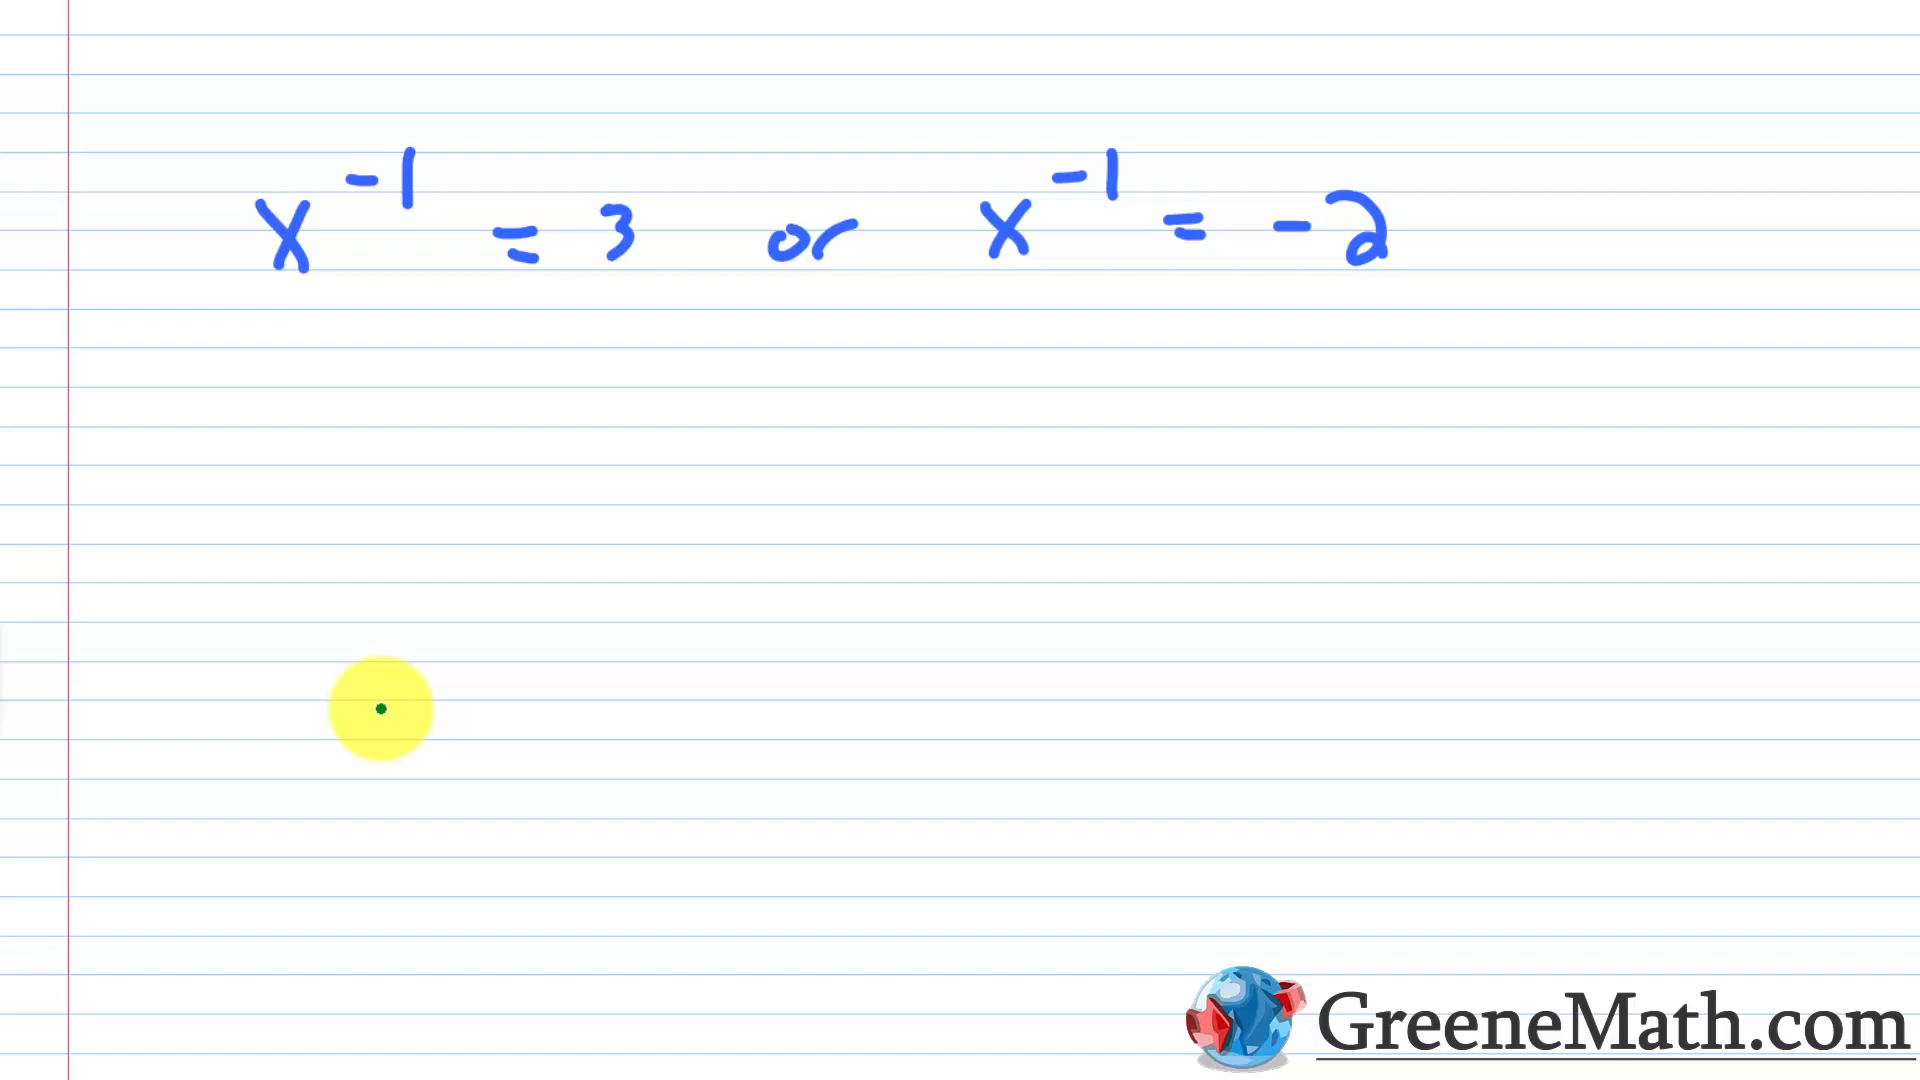 x⁻¹ = 3 or x⁻¹ = -2
GreeneMath.com